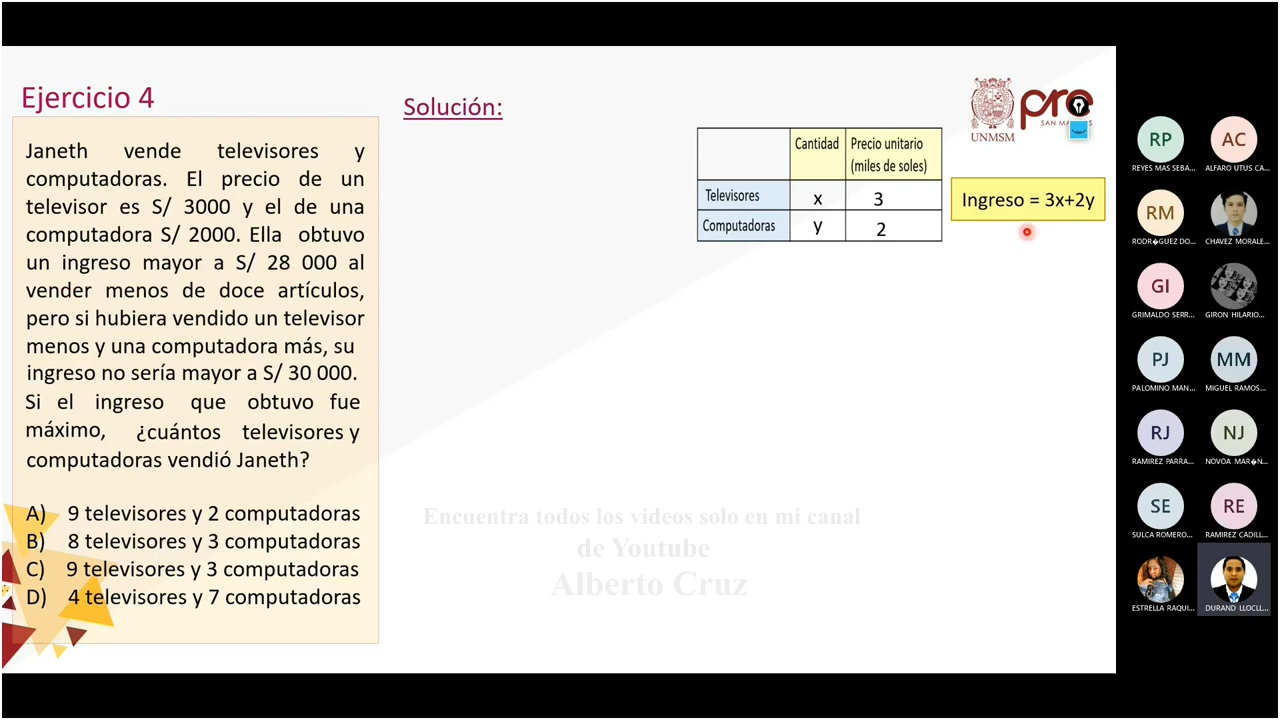 Ejercicio 4
Janeth vende televisores y
computadoras. El precio de un
televisor es S/ 3000 y el de una
computadora S/ 2000. Ella obtuvo
un ingreso mayor a S/ 28 000 al
vender menos de doce artículos,
pero si hubiera vendido un televisor
menos y una computadora más, su
ingreso no sería mayor a S/ 30 000.
Si el ingreso que obtuvo fue
máximo, ¿cuántos televisores y
computadoras vendió Janeth?
A) 9 televisores y 2 computadoras
B) 8 televisores y 3 computadoras
C) 9 televisores y 3 computadoras
D) 4 televisores y 7 computadoras
Solución:
Cantidad Precio unitario
(miles de soles)
Televisores x 3
Computadoras y 2
Ingreso = 3x+2y
UNMSM
pre
Encuentra todos los videos solo en mi canal
de Youtube
Alberto Cruz
RP AC
REYES MAS SEBA... ALFARO UTUS CA...
RM
RODR�GUEZ DO... CHAVEZ MORALE...
GI
GRIMALDO SERR... GIRON HILARIO...
PJ MM
PALOMINO MAN... MIGUEL RAMOS...
RJ NJ
RAMIREZ PARRA... NOVOA MAR�N...
SE RE
SULCA ROMERO... RAMIREZ CADILL...
ESTRELLA RAQUI... DURAND LLOCLL...